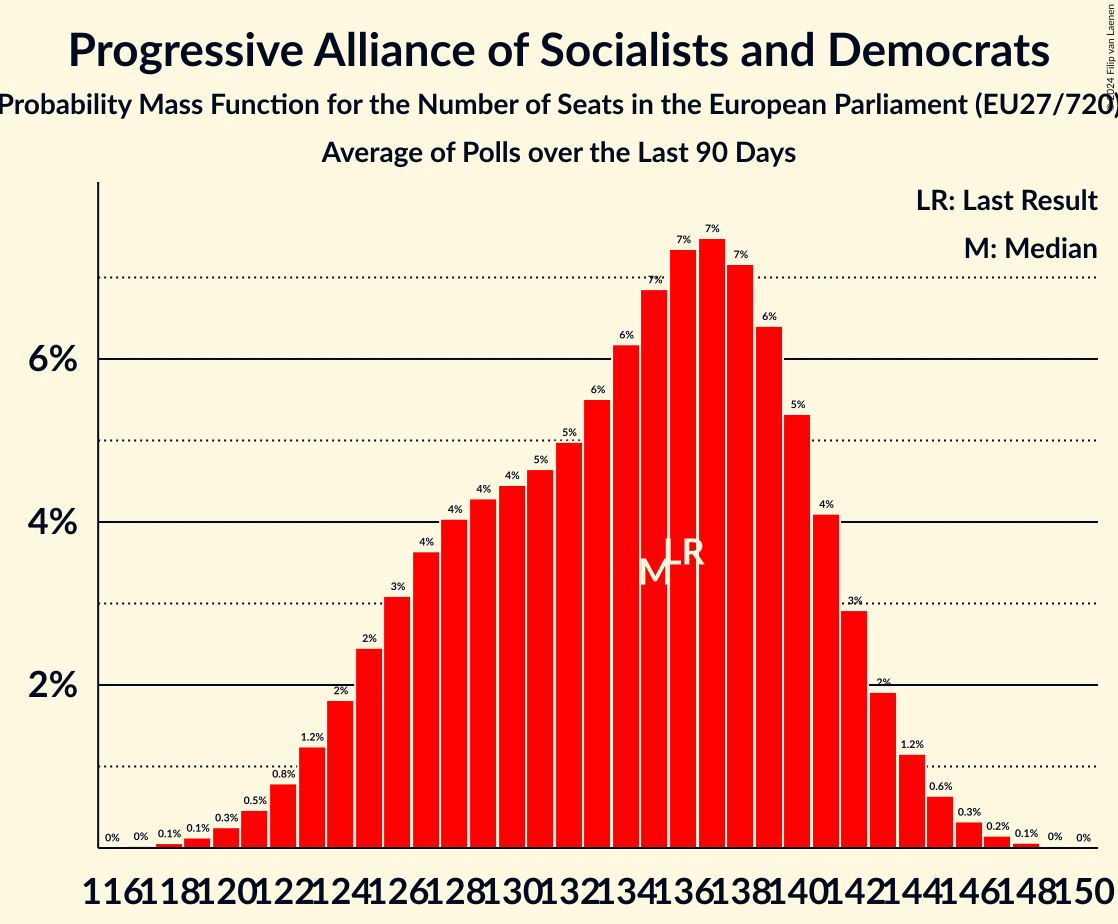 Progressive Alliance of Socialists and Democrats
Probability Mass Function for the Number of Seats in the European Parliament (EU27/720)
Average of Polls over the Last 90 Days
© 2024 Filip van Laenen
LR: Last Result
M: Median
6%
4%
2%
0% 0% 0.1% 0.1% 0.3% 0.5% 0.8% 1.2% 2% 2% 3% 4% 4% 4% 4% 5% 5% 6% 6% 7% 7% 7% 7% 6% 5% 4% 3% 2% 1.2% 0.6% 0.3% 0.2% 0.1% 0% 0%
M LR
116 118 120 122 124 126 128 130 132 134 136 138 140 142 144 146 148 150